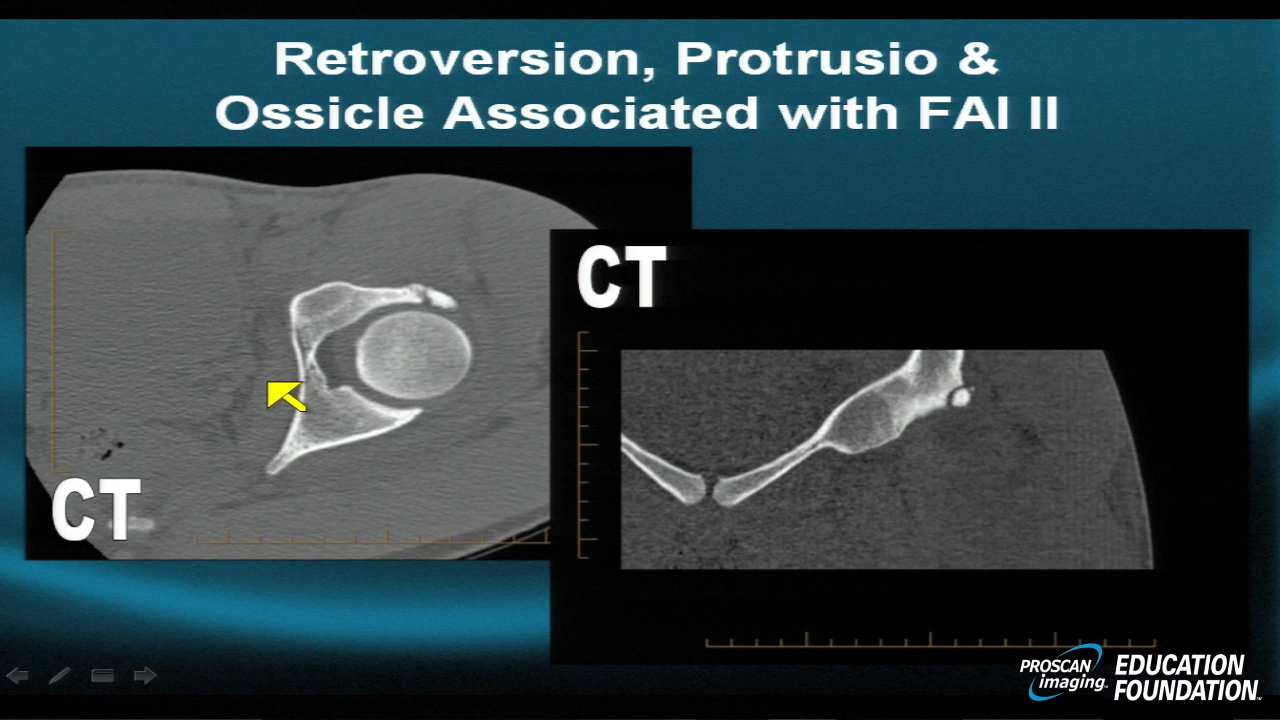 Retroversion, Protrusio &
Ossicle Associated with FAI II
CT
CT
PROSCAN
imaging
EDUCATION
FOUNDATION